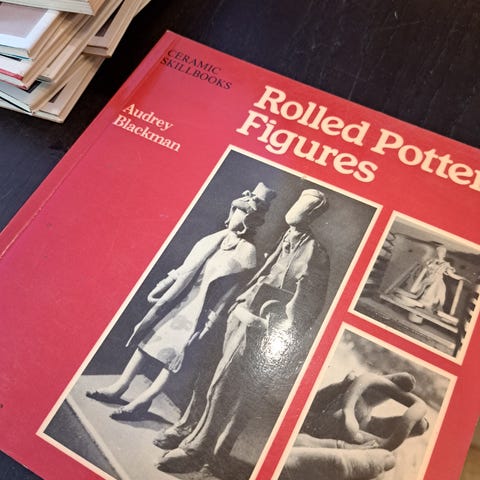 CERAMIC
SKILLBOOKS
Audrey
Blackman
Rolled Potter
Figures